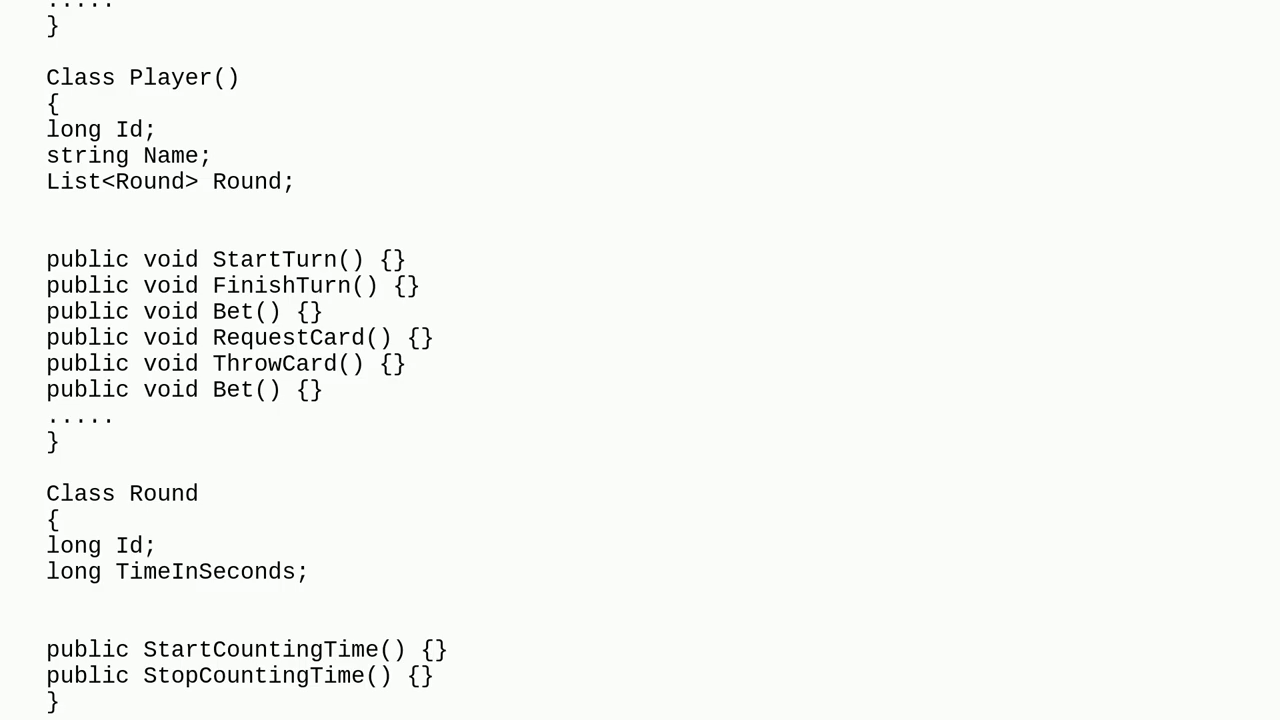 .....
}
Class Player()
{
long Id;
string Name;
List<Round> Round;
public void StartTurn() {}
public void FinishTurn() {}
public void Bet() {}
public void RequestCard() {}
public void ThrowCard() {}
public void Bet() {}
.....
}
Class Round
{
long Id;
long TimeInSeconds;
public StartCountingTime() {}
public StopCountingTime() {}
}